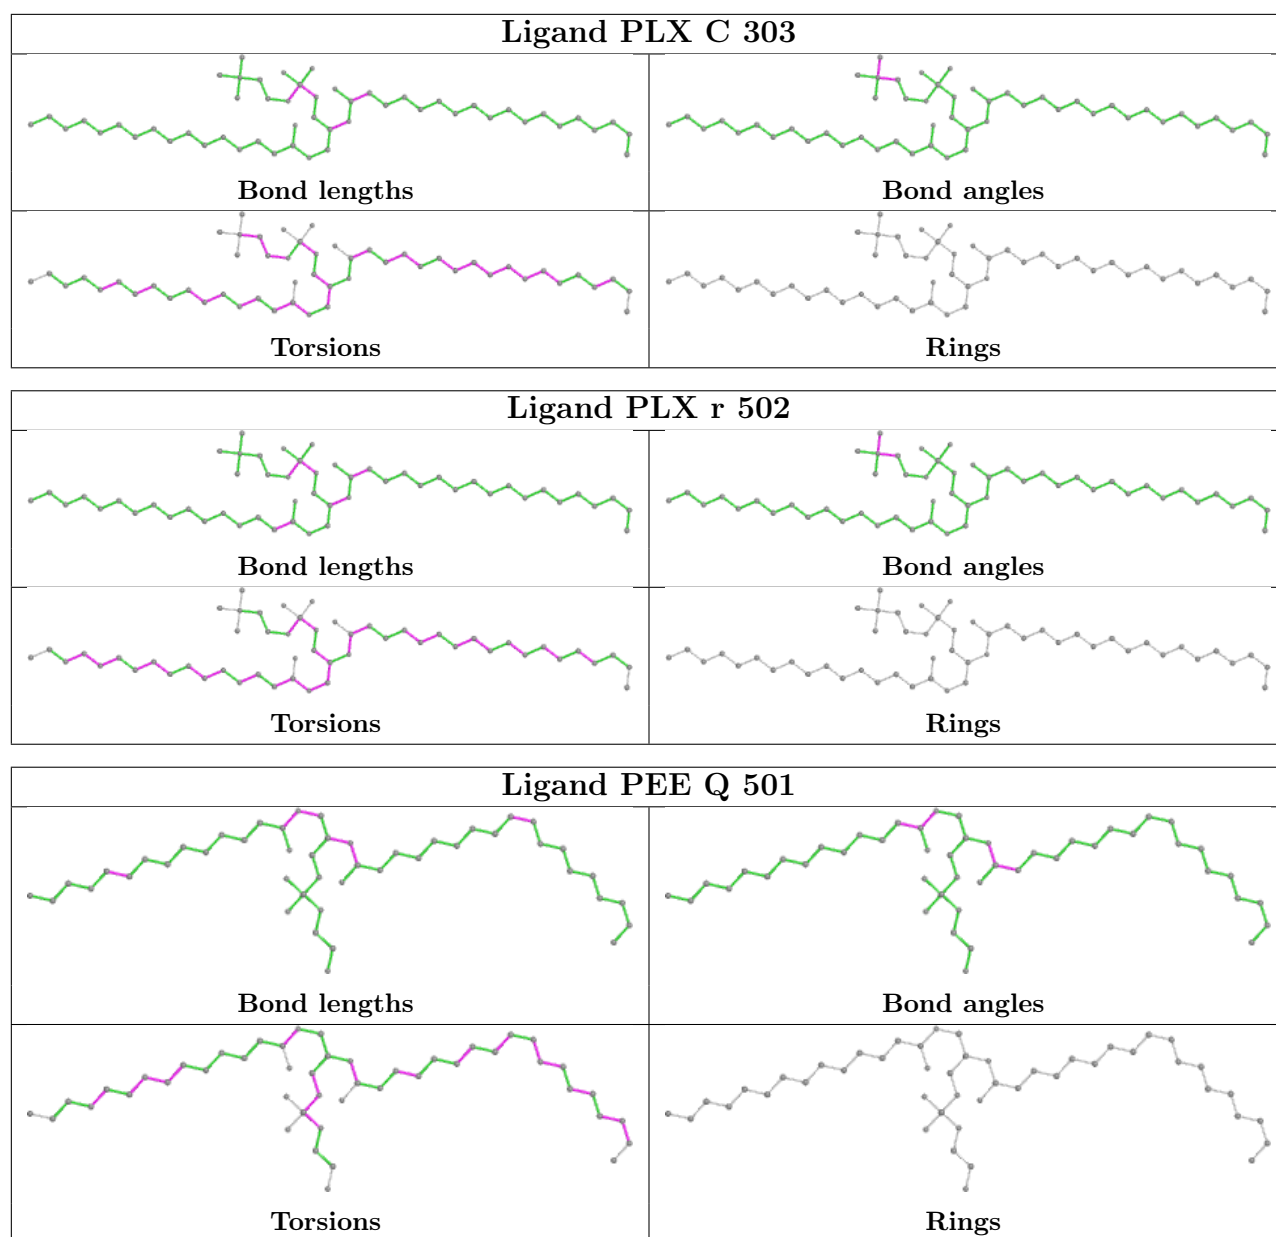 Ligand PLX C 303
Bond lengths
Bond angles
Torsions
Rings
Ligand PLX r 502
Bond lengths
Bond angles
Torsions
Rings
Ligand PEE Q 501
Bond lengths
Bond angles
Torsions
Rings